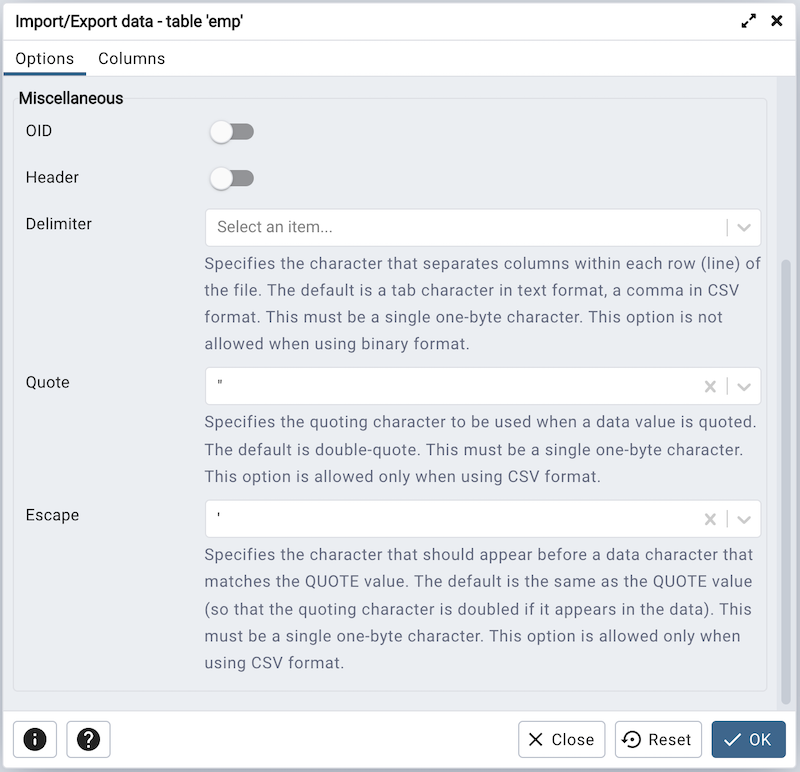 Import/Export data - table 'emp'
Options Columns
Miscellaneous
OID
Header
Delimiter
Select an item...
Specifies the character that separates columns within each row (line) of
the file. The default is a tab character in text format, a comma in CSV
format. This must be a single one-byte character. This option is not
allowed when using binary format.
Quote
"
Specifies the quoting character to be used when a data value is quoted.
The default is double-quote. This must be a single one-byte character.
This option is allowed only when using CSV format.
Escape
'
Specifies the character that should appear before a data character that
matches the QUOTE value. The default is the same as the QUOTE value
(so that the quoting character is doubled if it appears in the data). This
must be a single one-byte character. This option is allowed only when
using CSV format.
Close Reset OK